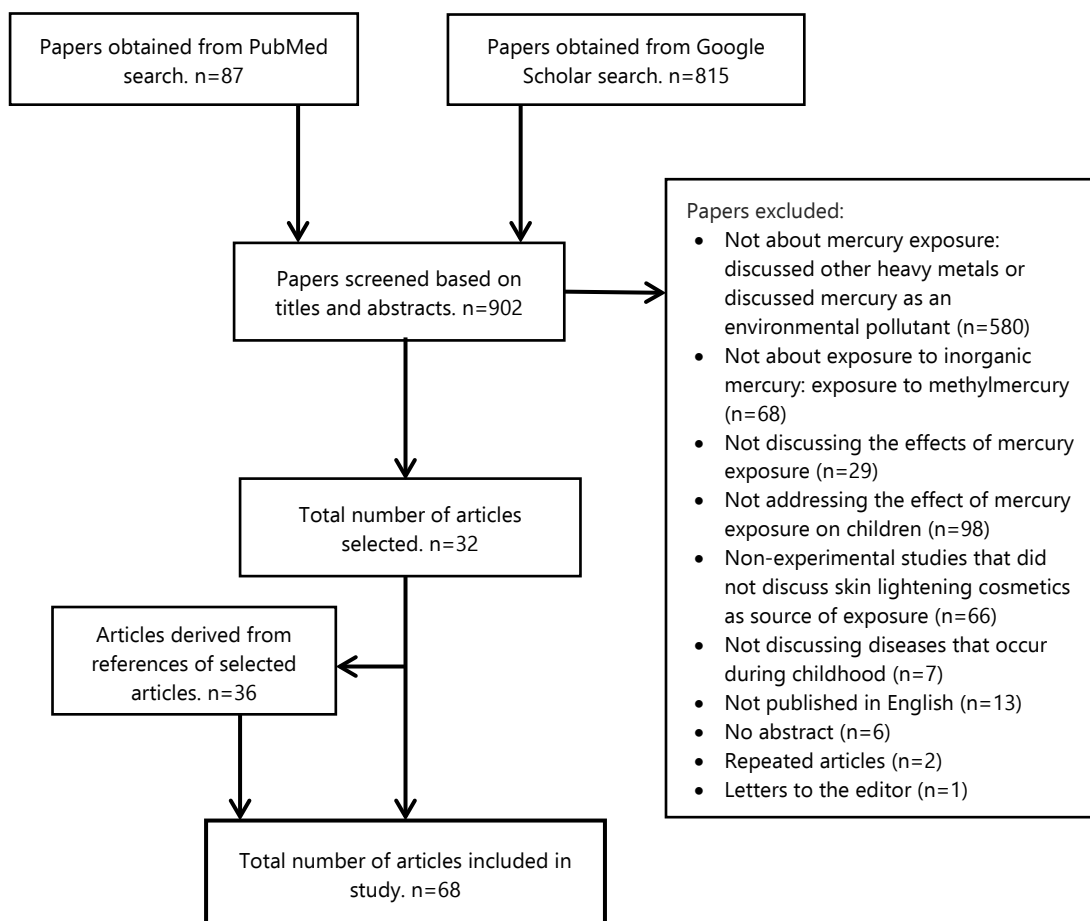 Papers obtained from PubMed
search. n=87
Papers obtained from Google
Scholar search. n=815
Papers screened based on
titles and abstracts. n=902
Papers excluded:
• Not about mercury exposure:
discussed other heavy metals or
discussed mercury as an
environmental pollutant (n=580)
• Not about exposure to inorganic
mercury: exposure to methylmercury
(n=68)
• Not discussing the effects of mercury
exposure (n=29)
• Not addressing the effect of mercury
exposure on children (n=98)
• Non-experimental studies that did
not discuss skin lightening cosmetics
as source of exposure (n=66)
• Not discussing diseases that occur
during childhood (n=7)
• Not published in English (n=13)
• No abstract (n=6)
• Repeated articles (n=2)
• Letters to the editor (n=1)
Total number of articles
selected. n=32
Articles derived from
references of selected
articles. n=36
Total number of articles included in
study. n=68